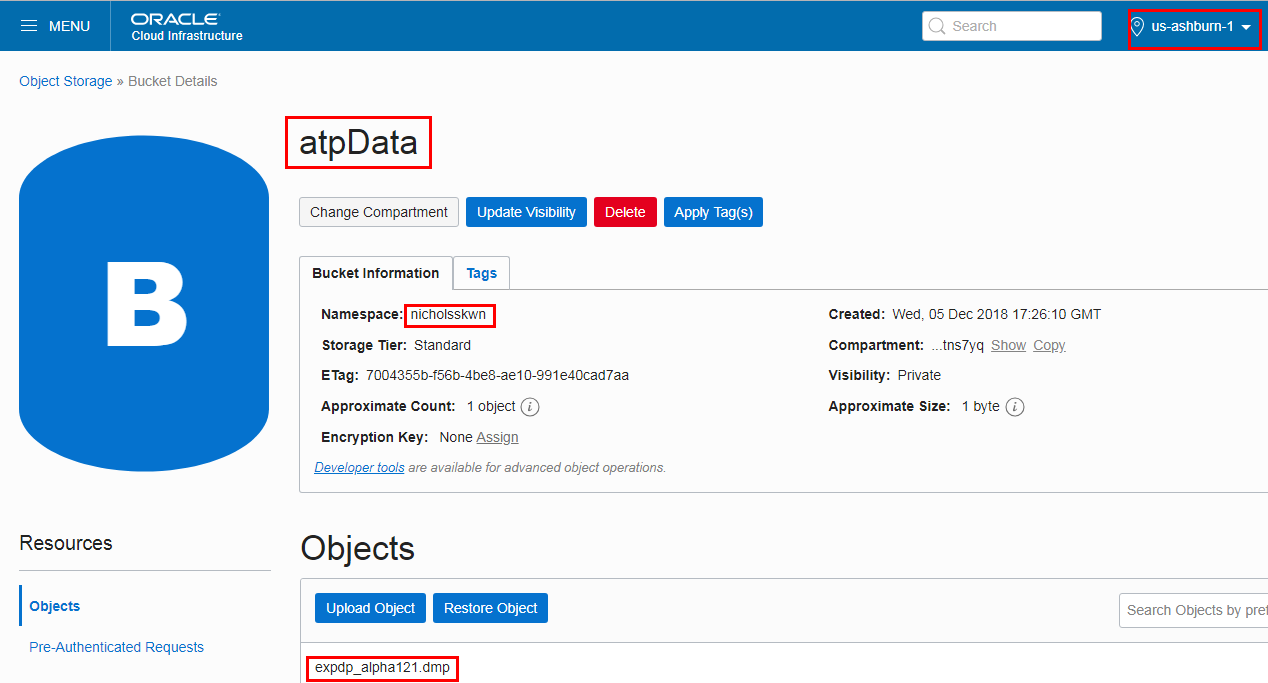 MENU
ORACLE
Cloud Infrastructure
Search
us-ashburn-1
Object Storage » Bucket Details
atpData
B
Change Compartment Update Visibility Delete Apply Tag(s)
Bucket Information Tags
Namespace: nicholsskwn
Created: Wed, 05 Dec 2018 17:26:10 GMT
Storage Tier: Standard
Compartment: ...tns7yq Show Copy
ETag: 7004355b-f56b-4be8-ae10-991e40cad7aa
Visibility: Private
Approximate Count: 1 object i
Approximate Size: 1 byte i
Encryption Key: None Assign
Developer tools are available for advanced object operations.
Resources
Objects
Pre-Authenticated Requests
Objects
Upload Object Restore Object
Search Objects by pref
expdp_alpha121.dmp